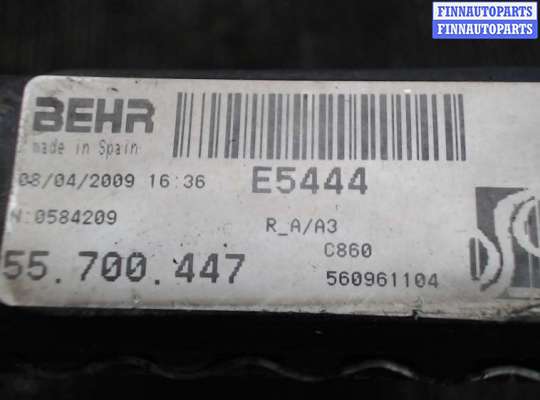 FINNAUTOPARTS
FINNAUTOPARTS
BEHR
made in Spain
08/04/2009 16:36
E5444
N:0584209
R_A/A3
C860
55.700.447
560961104